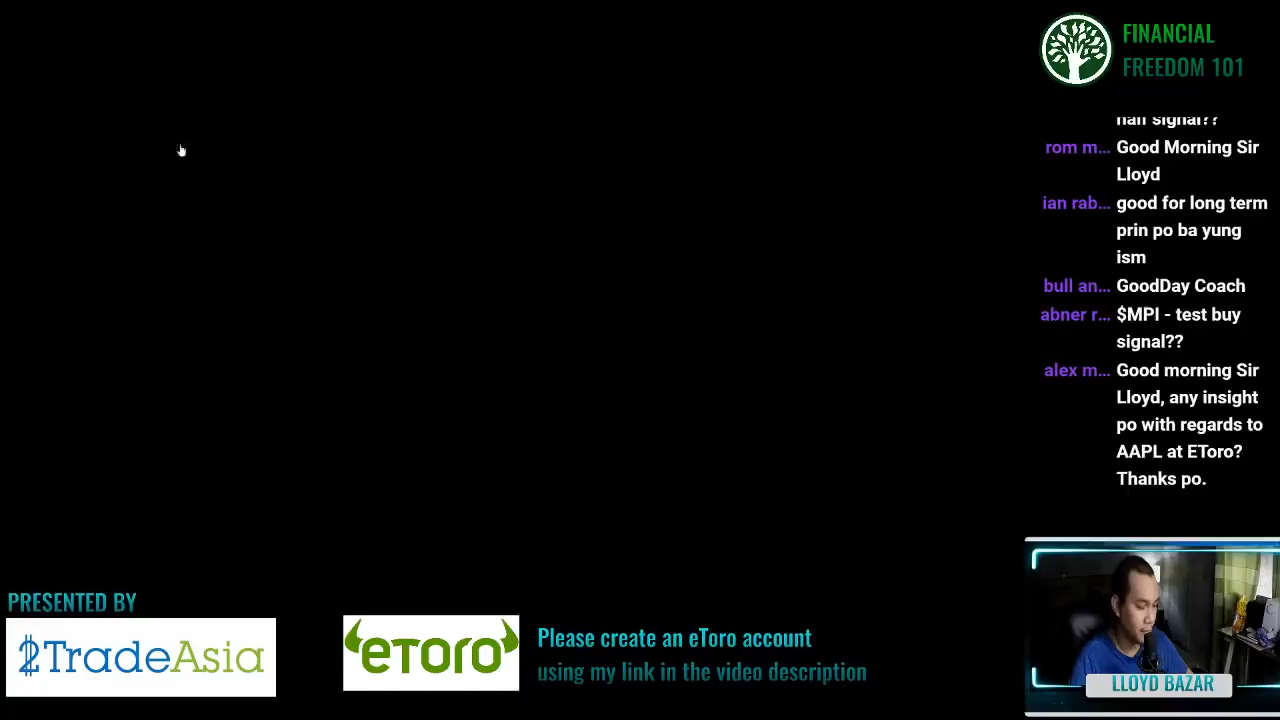 FINANCIAL
FREEDOM 101
signal??
rom m... Good Morning Sir
Lloyd
ian rab... good for long term
prin po ba yung
ism
bull an... GoodDay Coach
abner r... $MPI - test buy
signal??
alex m... Good morning Sir
Lloyd, any insight
po with regards to
AAPL at EToro?
Thanks po.
PRESENTED BY
2TradeAsia
eToro
Please create an eToro account
using my link in the video description
LLOYD BAZAR